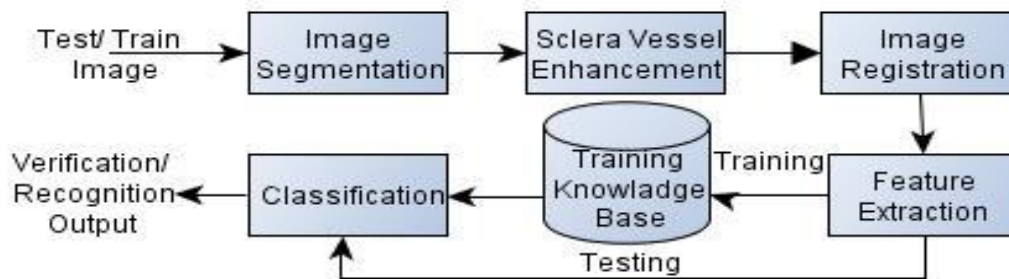 Test/ Train
Image
Image
Segmentation
Sclera Vessel
Enhancement
Image
Registration
Verification/
Recognition
Output
Classification
Training
Knowladge
Base
Training
Feature
Extraction
Testing